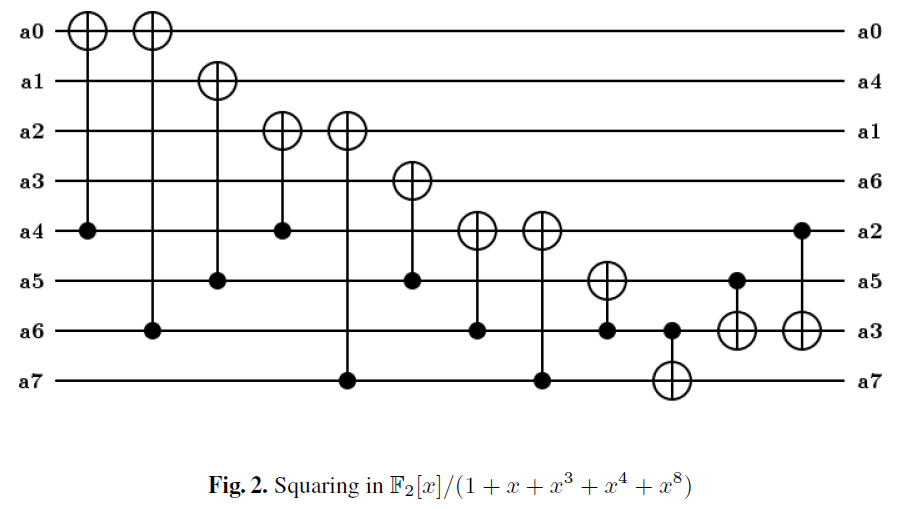 a0 a0
a1 a4
a2 a1
a3 a6
a4 a2
a5 a5
a6 a3
a7 a7
Fig. 2. Squaring in 𝔽₂[x]/(1 + x + x³ + x⁴ + x⁸)